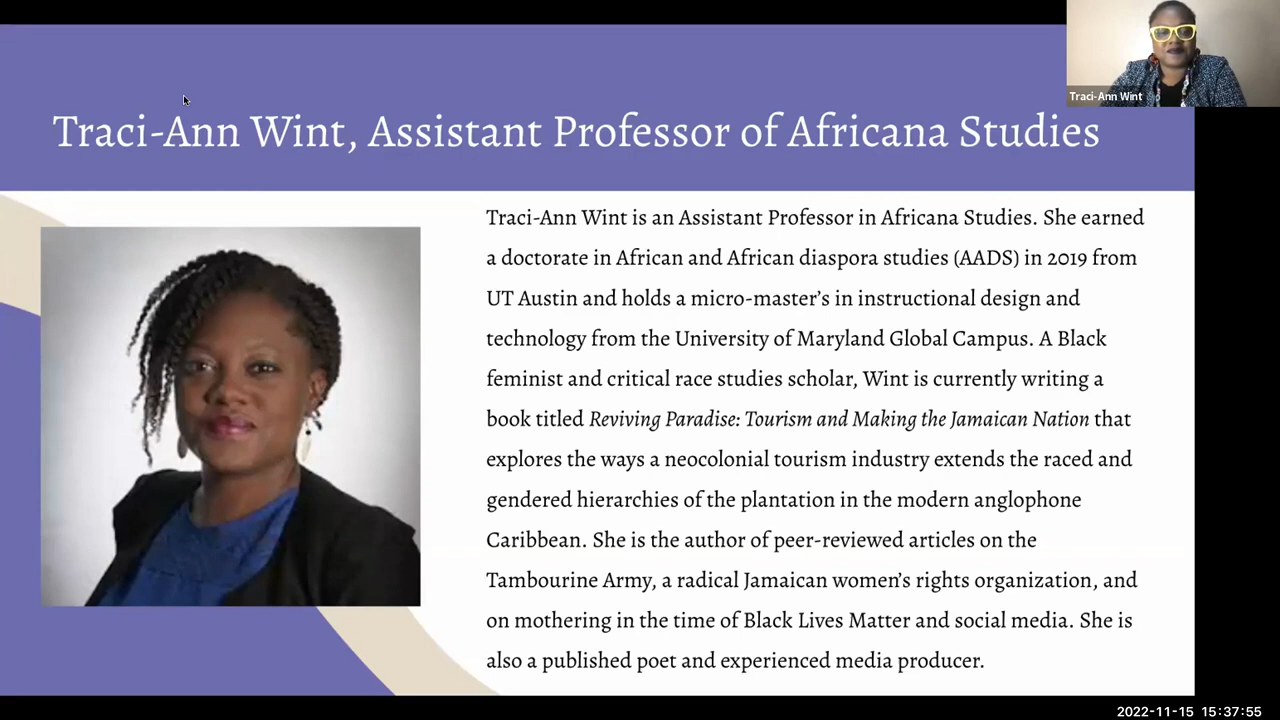 Traci-Ann Wint
Traci-Ann Wint, Assistant Professor of Africana Studies
Traci-Ann Wint is an Assistant Professor in Africana Studies. She earned
a doctorate in African and African diaspora studies (AADS) in 2019 from
UT Austin and holds a micro-master's in instructional design and
technology from the University of Maryland Global Campus. A Black
feminist and critical race studies scholar, Wint is currently writing a
book titled Reviving Paradise: Tourism and Making the Jamaican Nation that
explores the ways a neocolonial tourism industry extends the raced and
gendered hierarchies of the plantation in the modern anglophone
Caribbean. She is the author of peer-reviewed articles on the
Tambourine Army, a radical Jamaican women's rights organization, and
on mothering in the time of Black Lives Matter and social media. She is
also a published poet and experienced media producer.
2022-11-15 15:37:55